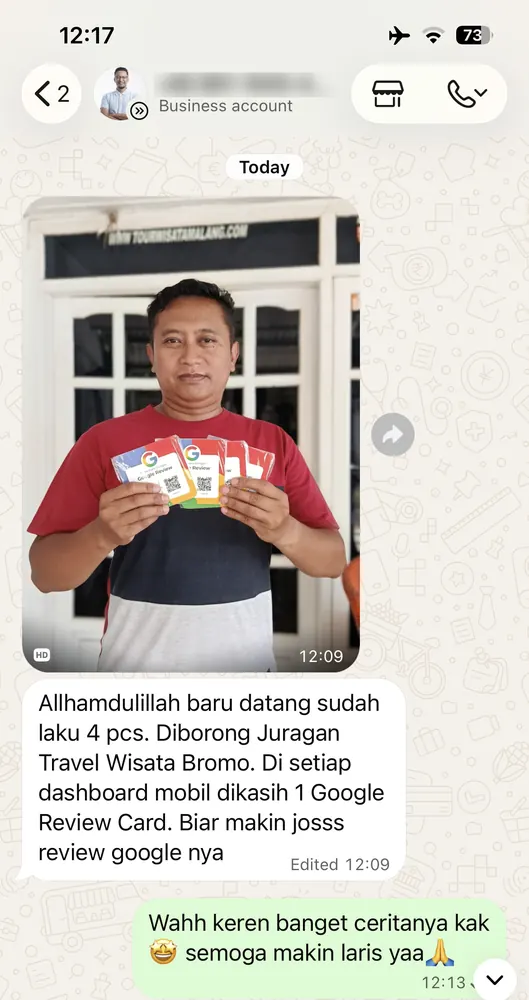 12:17
73
2
Business account
Today
WWW.TOURWISATAMALANG.COM
Google Review
Review
HD
12:09
Allhamdulillah baru datang sudah
laku 4 pcs. Diborong Juragan
Travel Wisata Bromo. Di setiap
dashboard mobil dikasih 1 Google
Review Card. Biar makin josss
review google nya
Edited 12:09
Wahh keren banget ceritanya kak
🤩 semoga makin laris yaa🙏
12:13